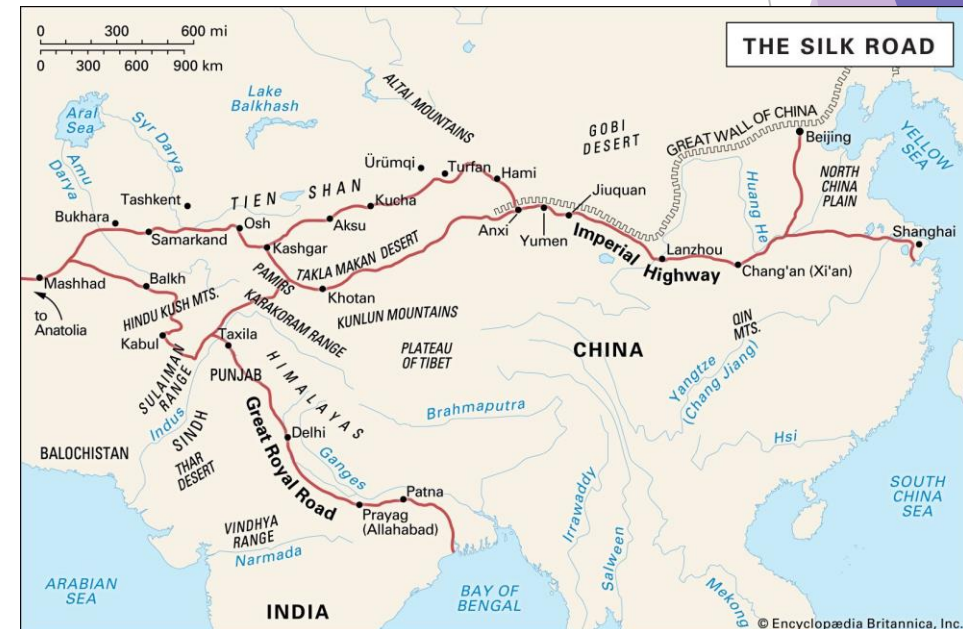 THE SILK ROAD
0 300 600 mi
0 300 600 900 km
ALTAI MOUNTAINS
Lake
Balkhash
Aral
Sea
Syr Darya
Amu
Darya
GOBI
DESERT
GREAT WALL OF CHINA
Beijing
YELLOW
SEA
Ürümqi
Turfan
Hami
TIEN SHAN
Tashkent
Kucha
Jiuquan
Huang He
NORTH
CHINA
PLAIN
Bukhara
Osh
Aksu
Samarkand
Anxi
Yumen
Shanghai
Kashgar
TAKLA MAKAN DESERT
Imperial
Highway
Lanzhou
Chang'an (Xi'an)
Mashhad
Balkh
PAMIRS
Khotan
to
Anatolia
HINDU KUSH MTS.
KARAKORAM RANGE
KUNLUN MOUNTAINS
QIN
MTS.
Kabul
Taxila
PLATEAU
OF TIBET
CHINA
SULAIMAN
RANGE
PUNJAB
HIMALAYAS
Yangtze
(Chang Jiang)
Indus
SINDH
Great Royal Road
Brahmaputra
BALOCHISTAN
Delhi
Hsi
THAR
DESERT
Ganges
Patna
Prayag
(Allahabad)
SOUTH
CHINA
SEA
VINDHYA
RANGE
Narmada
Irrawaddy
Salween
Mekong
ARABIAN
SEA
INDIA
BAY OF
BENGAL
© Encyclopædia Britannica, Inc.